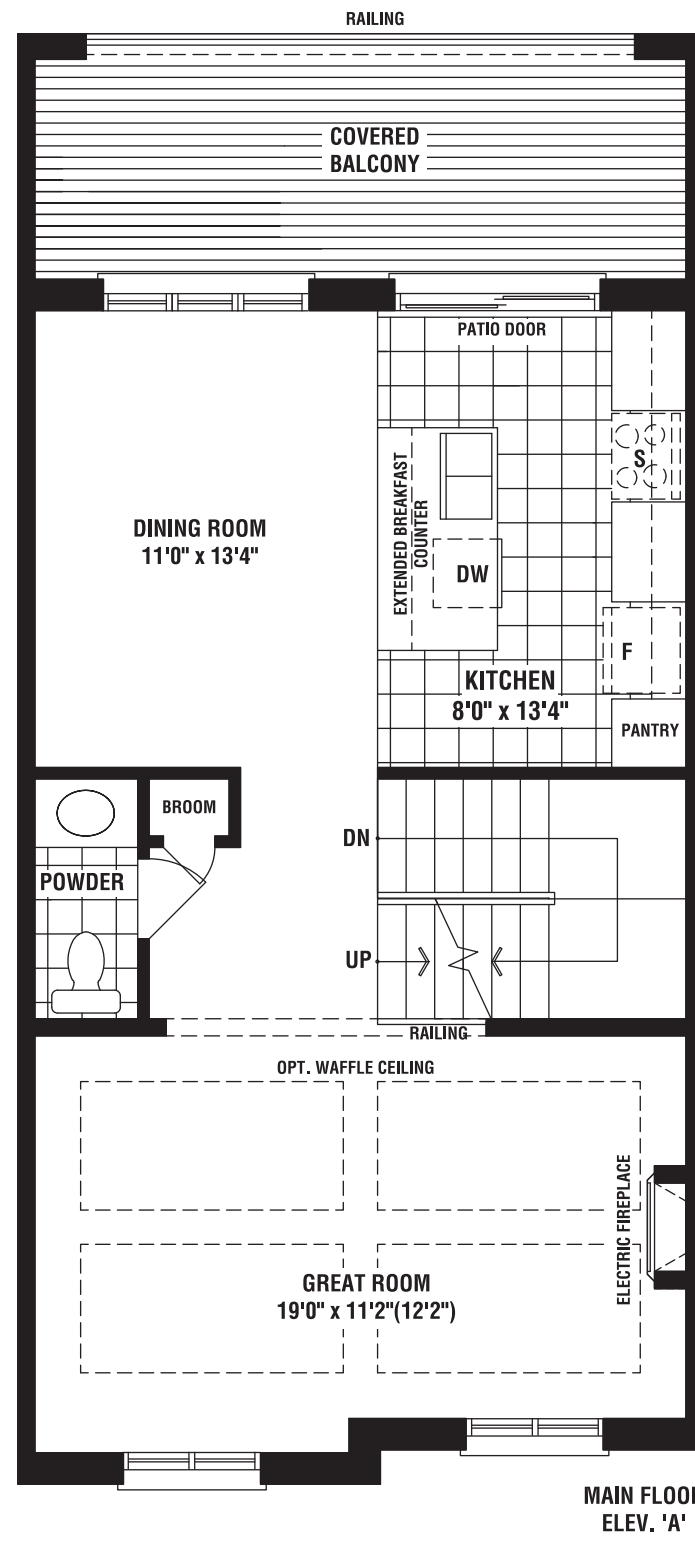 RAILING
COVERED
BALCONY
PATIO DOOR
S
EXTENDED BREAKFAST
COUNTER
DINING ROOM
11'0" x 13'4"
DW
F
KITCHEN
8'0" x 13'4"
PANTRY
BROOM
DN
POWDER
UP
RAILING
OPT. WAFFLE CEILING
ELECTRIC FIREPLACE
GREAT ROOM
19'0" x 11'2"(12'2")
MAIN FLOO
ELEV. 'A'